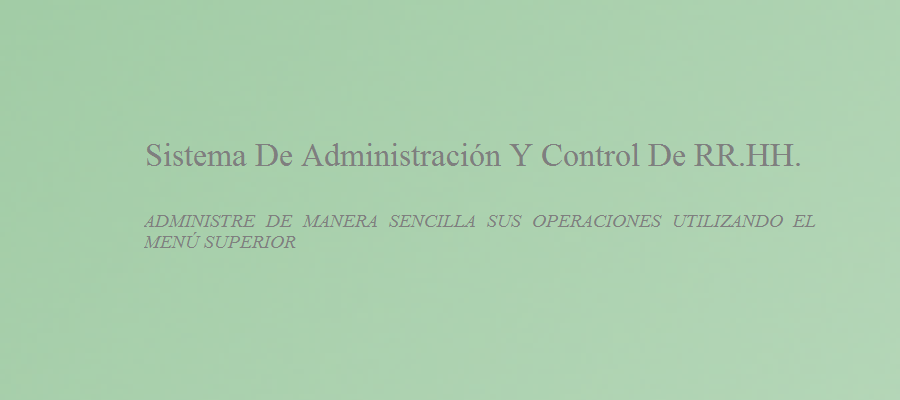 Sistema De Administración Y Control De RR.HH.
ADMINISTRE DE MANERA SENCILLA SUS OPERACIONES UTILIZANDO EL
MENÚ SUPERIOR